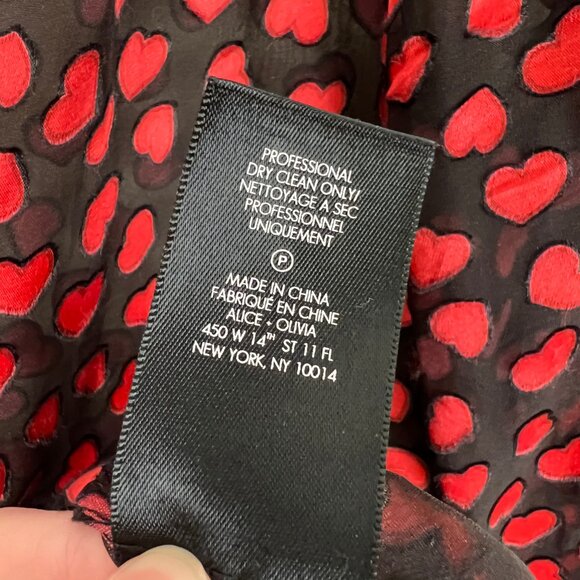 PROFESSIONAL
DRY CLEAN ONLY/
NETTOYAGE A SEC
PROFESSIONNEL
UNIQUEMENT
P
MADE IN CHINA
FABRIQUÉ EN CHINE
ALICE + OLIVIA
450 W 14TH ST 11 FL
NEW YORK, NY 10014